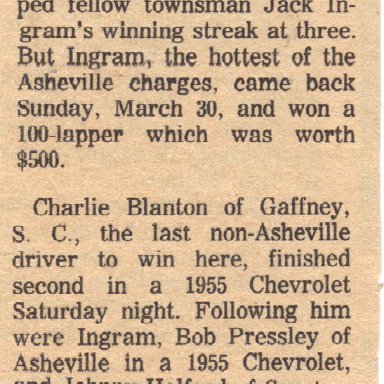 ped fellow townsman Jack In-
gram's winning streak at three.
But Ingram, the hottest of the
Asheville charges, came back
Sunday, March 30, and won a
100-lapper which was worth
$500.
Charlie Blanton of Gaffney,
S. C., the last non-Asheville
driver to win here, finished
second in a 1955 Chevrolet
Saturday night. Following him
were Ingram, Bob Pressley of
Asheville in a 1955 Chevrolet,
and Johnny